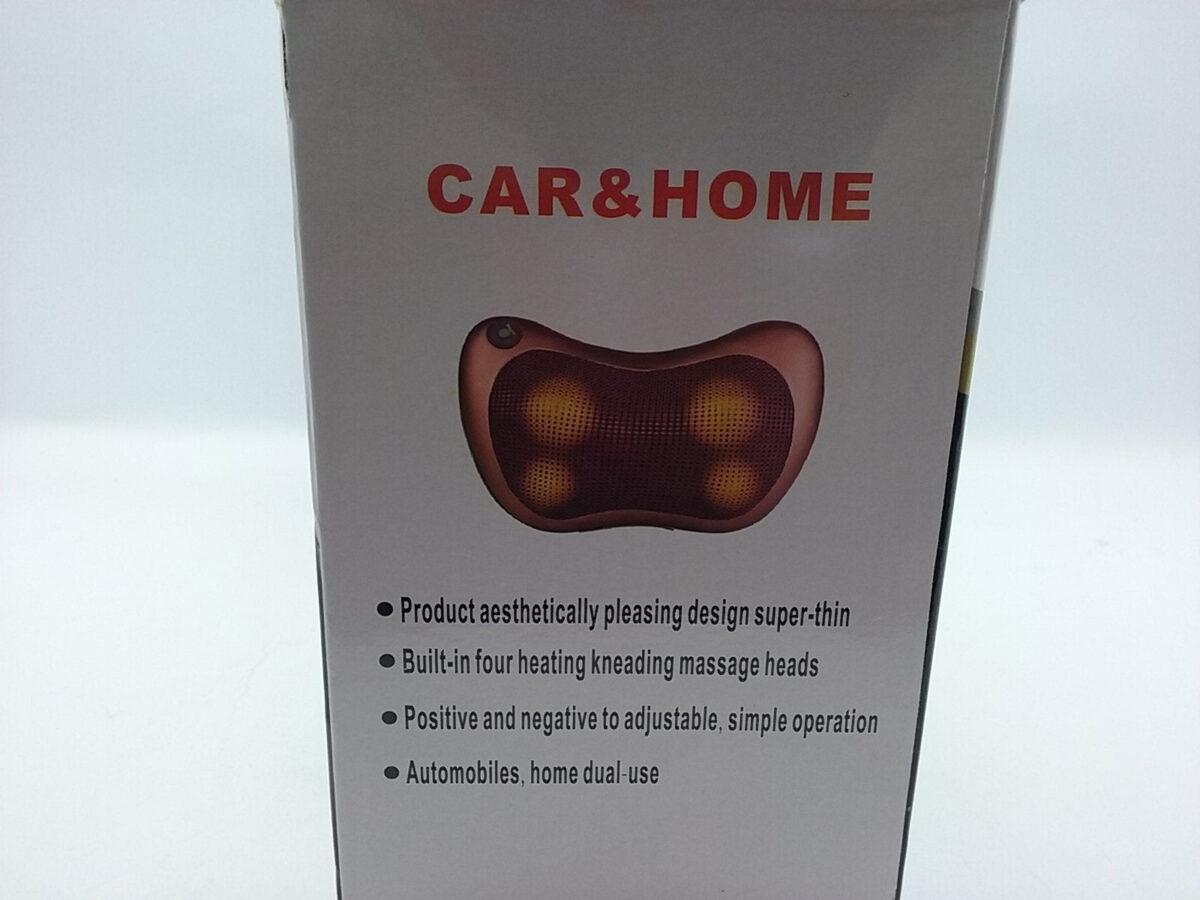 CAR&HOME
● Product aesthetically pleasing design super-thin
● Built-in four heating kneading massage heads
● Positive and negative to adjustable, simple operation
● Automobiles, home dual-use